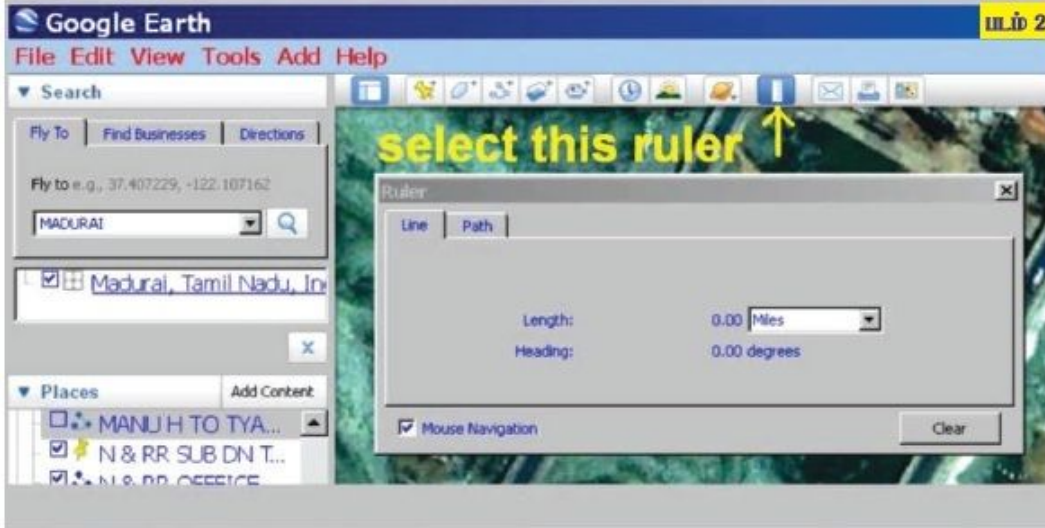 Google Earth
படம் 2
File Edit View Tools Add Help
Search
Fly To Find Businesses Directions
Fly to e.g., 37.407229, -122.107162
MADURAI
Madurai, Tamil Nadu, In
select this ruler
Ruler
Line Path
Length: 0.00 Miles
Heading: 0.00 degrees
Mouse Navigation Clear
Places Add Content
MANU H TO TYA...
N & RR SUB DN T...
N & RR OFFFICE